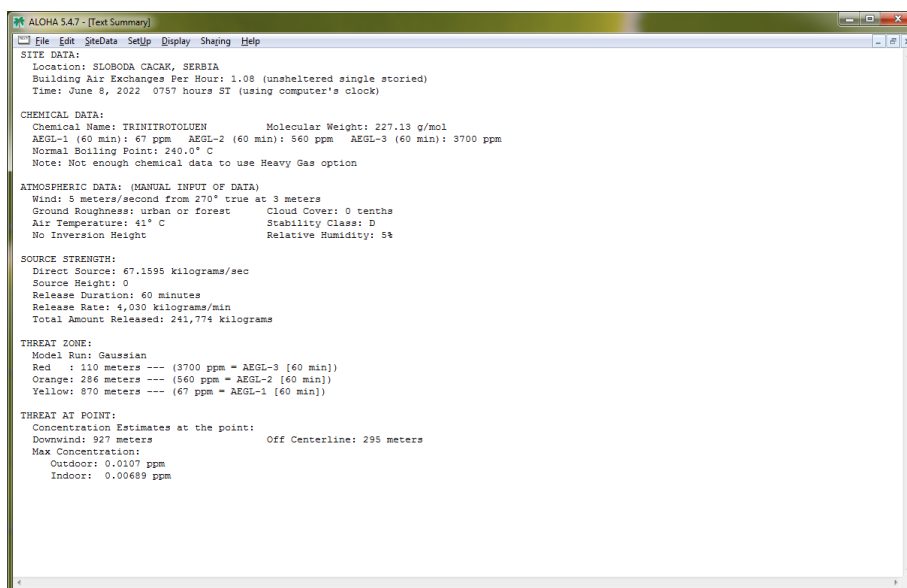 ALOHA 5.4.7 - [Text Summary]
File Edit SiteData SetUp Display Sharing Help
SITE DATA:
Location: SLOBODA CACAK, SERBIA
Building Air Exchanges Per Hour: 1.08 (unsheltered single storied)
Time: June 8, 2022 0757 hours ST (using computer's clock)
CHEMICAL DATA:
Chemical Name: TRINITROTOLUEN Molecular Weight: 227.13 g/mol
AEGL-1 (60 min): 67 ppm AEGL-2 (60 min): 560 ppm AEGL-3 (60 min): 3700 ppm
Normal Boiling Point: 240.0° C
Note: Not enough chemical data to use Heavy Gas option
ATMOSPHERIC DATA: (MANUAL INPUT OF DATA)
Wind: 5 meters/second from 270° true at 3 meters
Ground Roughness: urban or forest Cloud Cover: 0 tenths
Air Temperature: 41° C Stability Class: D
No Inversion Height Relative Humidity: 5%
SOURCE STRENGTH:
Direct Source: 67.1595 kilograms/sec
Source Height: 0
Release Duration: 60 minutes
Release Rate: 4,030 kilograms/min
Total Amount Released: 241,774 kilograms
THREAT ZONE:
Model Run: Gaussian
Red : 110 meters --- (3700 ppm = AEGL-3 [60 min])
Orange: 286 meters --- (560 ppm = AEGL-2 [60 min])
Yellow: 870 meters --- (67 ppm = AEGL-1 [60 min])
THREAT AT POINT:
Concentration Estimates at the point:
Downwind: 927 meters Off Centerline: 295 meters
Max Concentration:
Outdoor: 0.0107 ppm
Indoor: 0.00689 ppm